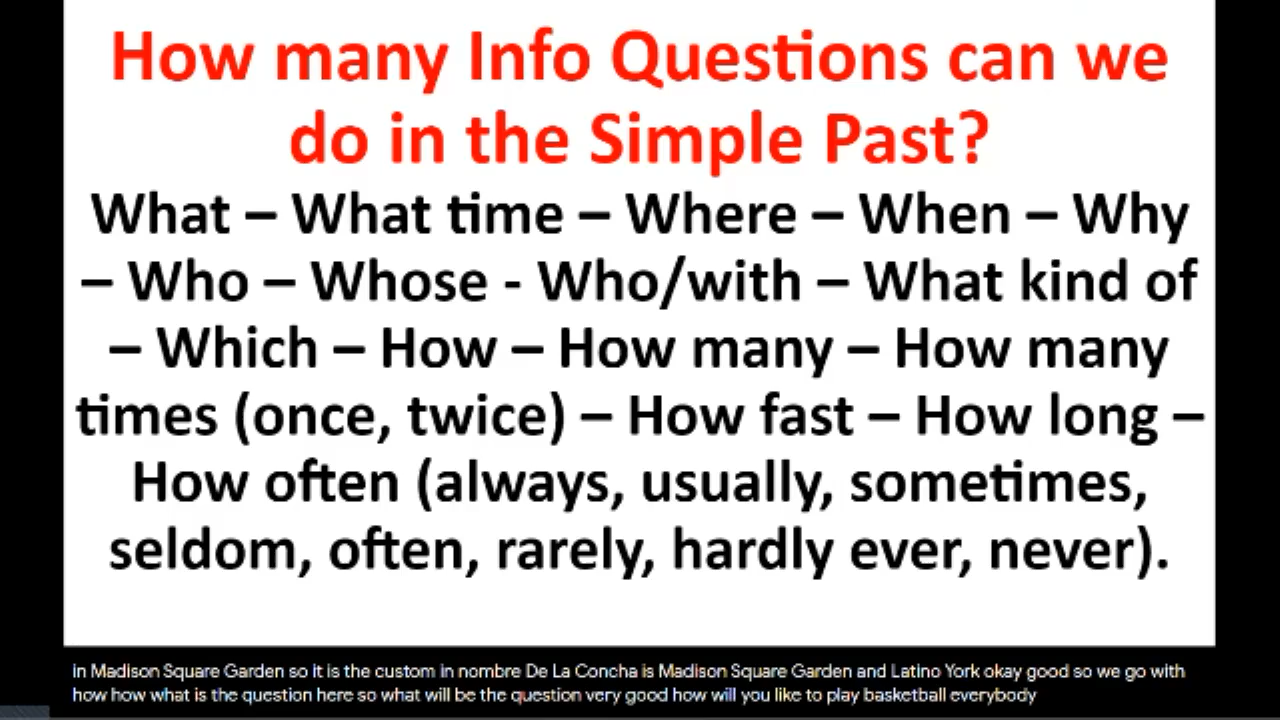 How many Info Questions can we
do in the Simple Past?
What – What time – Where – When – Why
– Who – Whose - Who/with – What kind of
– Which – How – How many – How many
times (once, twice) – How fast – How long –
How often (always, usually, sometimes,
seldom, often, rarely, hardly ever, never).
in Madison Square Garden so it is the custom in nombre De La Concha is Madison Square Garden and Latino York okay good so we go with
how how what is the question here so what will be the question very good how will you like to play basketball everybody